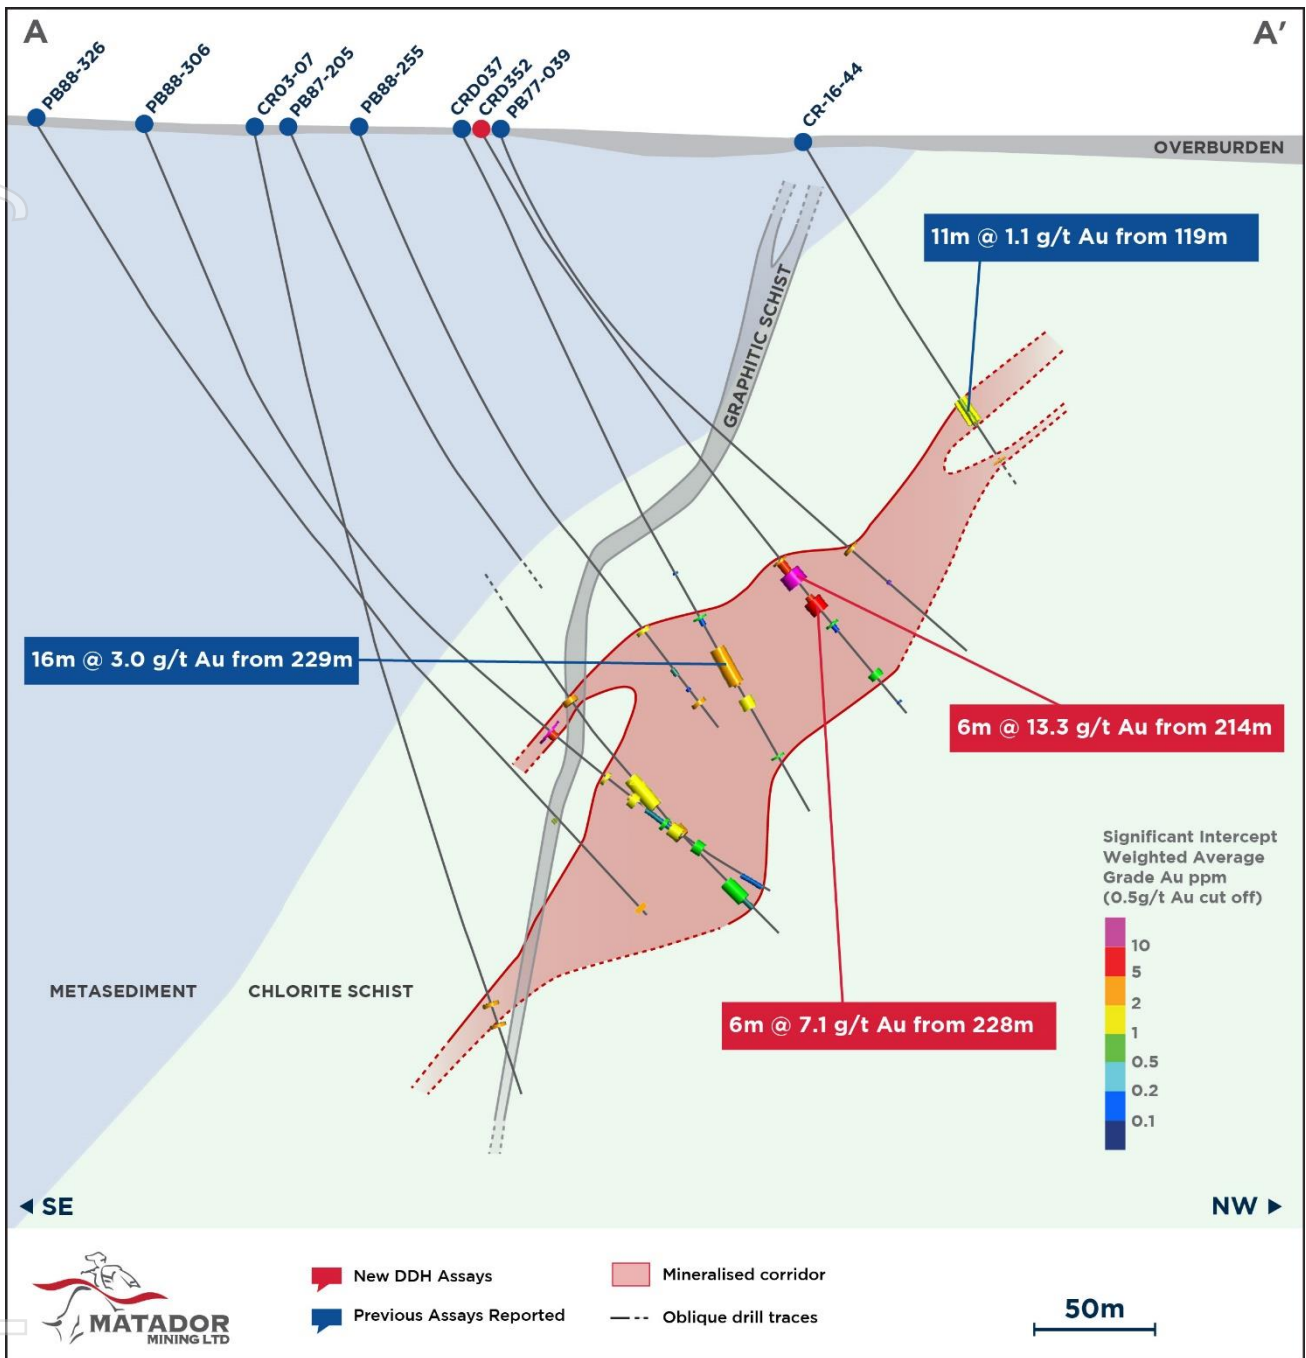 A
A'
PB88-326
PB88-306
CR03-07
PB87-205
PB88-255
CRD037
CRD352
PB77-039
CR-16-44
OVERBURDEN
11m @ 1.1 g/t Au from 119m
GRAPHITIC SCHIST
16m @ 3.0 g/t Au from 229m
6m @ 13.3 g/t Au from 214m
Significant Intercept
Weighted Average
Grade Au ppm
(0.5g/t Au cut off)
10
5
2
1
0.5
0.2
0.1
METASEDIMENT
CHLORITE SCHIST
6m @ 7.1 g/t Au from 228m
SE
NW
MATADOR
MINING LTD
New DDH Assays
Previous Assays Reported
Mineralised corridor
Oblique drill traces
50m